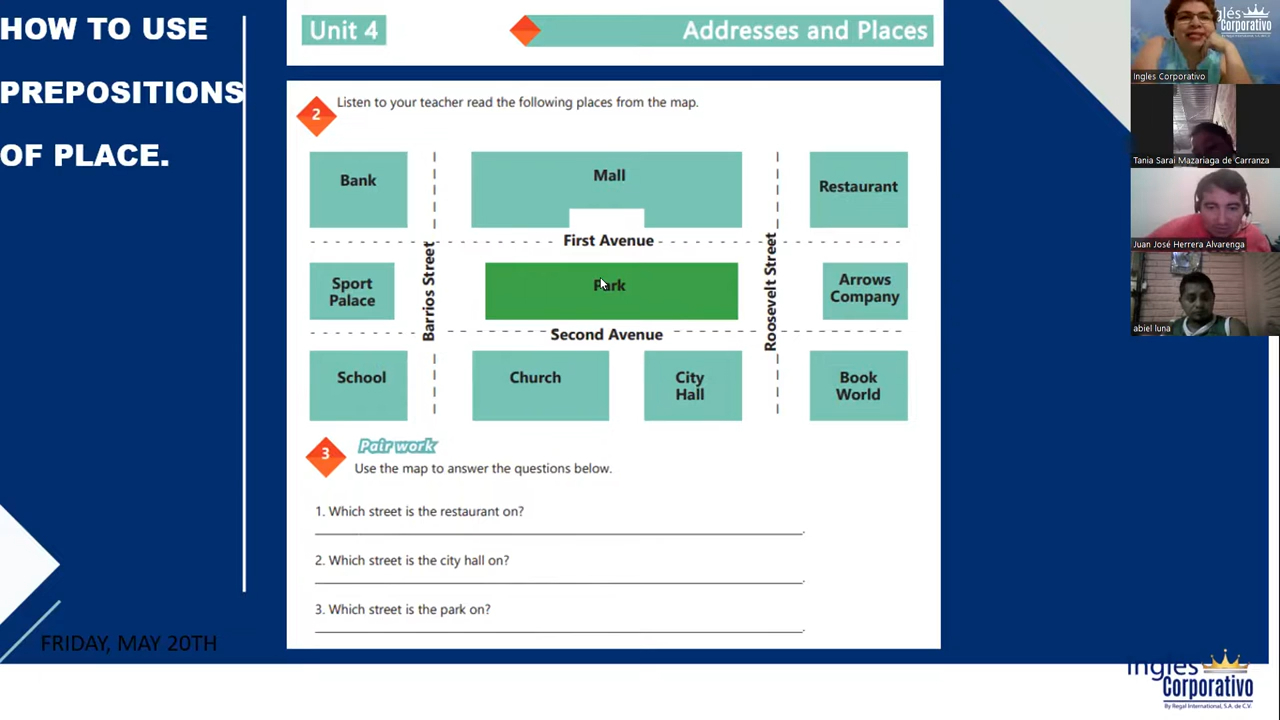 HOW TO USE
PREPOSITIONS
OF PLACE.
FRIDAY, MAY 20TH
Unit 4
Addresses and Places
2
Listen to your teacher read the following places from the map.
Bank
Mall
Restaurant
First Avenue
Barrios Street
Roosevelt Street
Sport
Palace
Park
Arrows
Company
Second Avenue
School
Church
City
Hall
Book
World
3
Pair work
Use the map to answer the questions below.
1. Which street is the restaurant on?
2. Which street is the city hall on?
3. Which street is the park on?
glés
Corporativo
Ingles Corporativo
Tania Sarai Mazariaga de Carranza
Juan José Herrera Alvarenga
abiel luna
Inglés
Corporativo
By Regal International, S.A. de C.V.